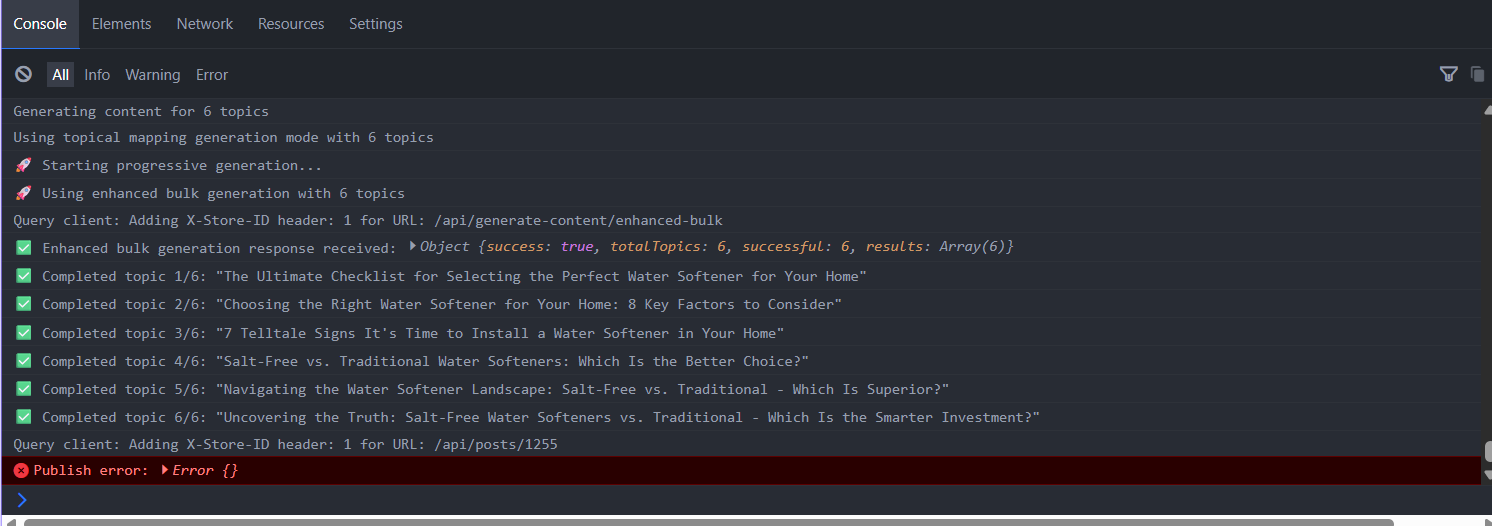 Console Elements Network Resources Settings
All Info Warning Error
Generating content for 6 topics
Using topical mapping generation mode with 6 topics
🚀 Starting progressive generation...
🚀 Using enhanced bulk generation with 6 topics
Query client: Adding X-Store-ID header: 1 for URL: /api/generate-content/enhanced-bulk
✅ Enhanced bulk generation response received: Object {success: true, totalTopics: 6, successful: 6, results: Array(6)}
✅ Completed topic 1/6: "The Ultimate Checklist for Selecting the Perfect Water Softener for Your Home"
✅ Completed topic 2/6: "Choosing the Right Water Softener for Your Home: 8 Key Factors to Consider"
✅ Completed topic 3/6: "7 Telltale Signs It's Time to Install a Water Softener in Your Home"
✅ Completed topic 4/6: "Salt-Free vs. Traditional Water Softeners: Which Is the Better Choice?"
✅ Completed topic 5/6: "Navigating the Water Softener Landscape: Salt-Free vs. Traditional - Which Is Superior?"
✅ Completed topic 6/6: "Uncovering the Truth: Salt-Free Water Softeners vs. Traditional - Which Is the Smarter Investment?"
Query client: Adding X-Store-ID header: 1 for URL: /api/posts/1255
Publish error: Error {}